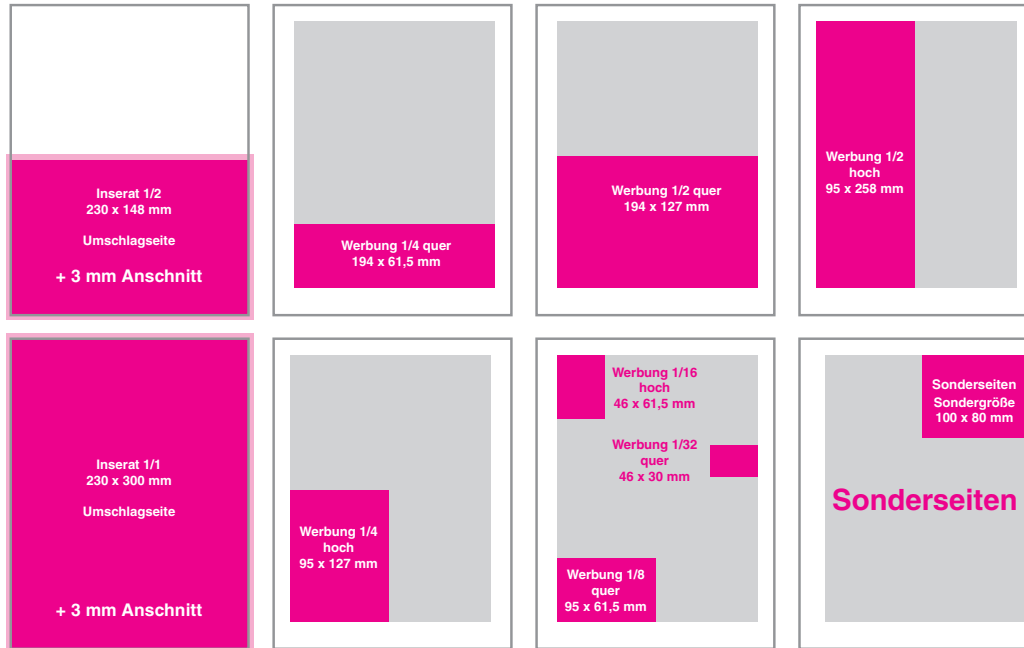 Inserat 1/2
230 x 148 mm
Umschlagseite
+ 3 mm Anschnitt
Werbung 1/4 quer
194 x 61,5 mm
Werbung 1/2 quer
194 x 127 mm
Werbung 1/2
hoch
95 x 258 mm
Inserat 1/1
230 x 300 mm
Umschlagseite
+ 3 mm Anschnitt
Werbung 1/4
hoch
95 x 127 mm
Werbung 1/16
hoch
46 x 61,5 mm
Werbung 1/32
quer
46 x 30 mm
Werbung 1/8
quer
95 x 61,5 mm
Sonderseiten
Sondergröße
100 x 80 mm
Sonderseiten